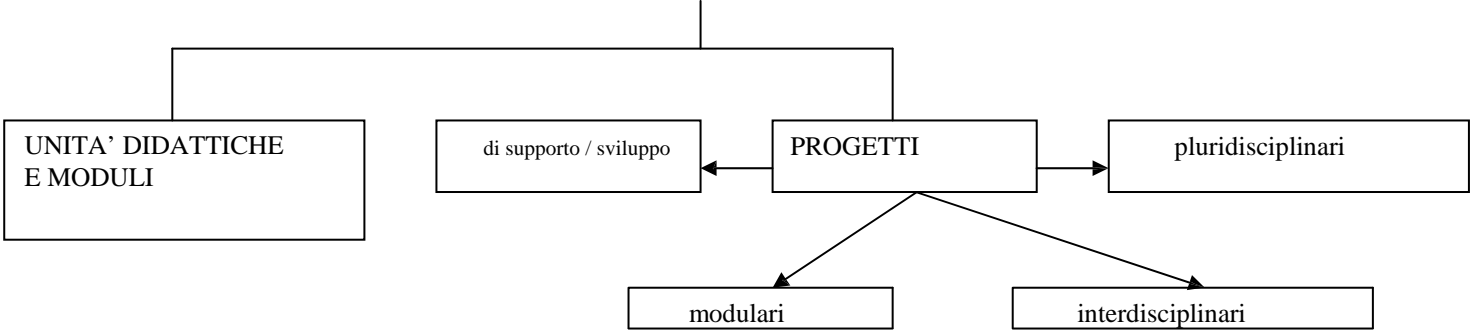 UNITA’ DIDATTICHE
E MODULI
di supporto / sviluppo
PROGETTI
pluridisciplinari
modulari
interdisciplinari